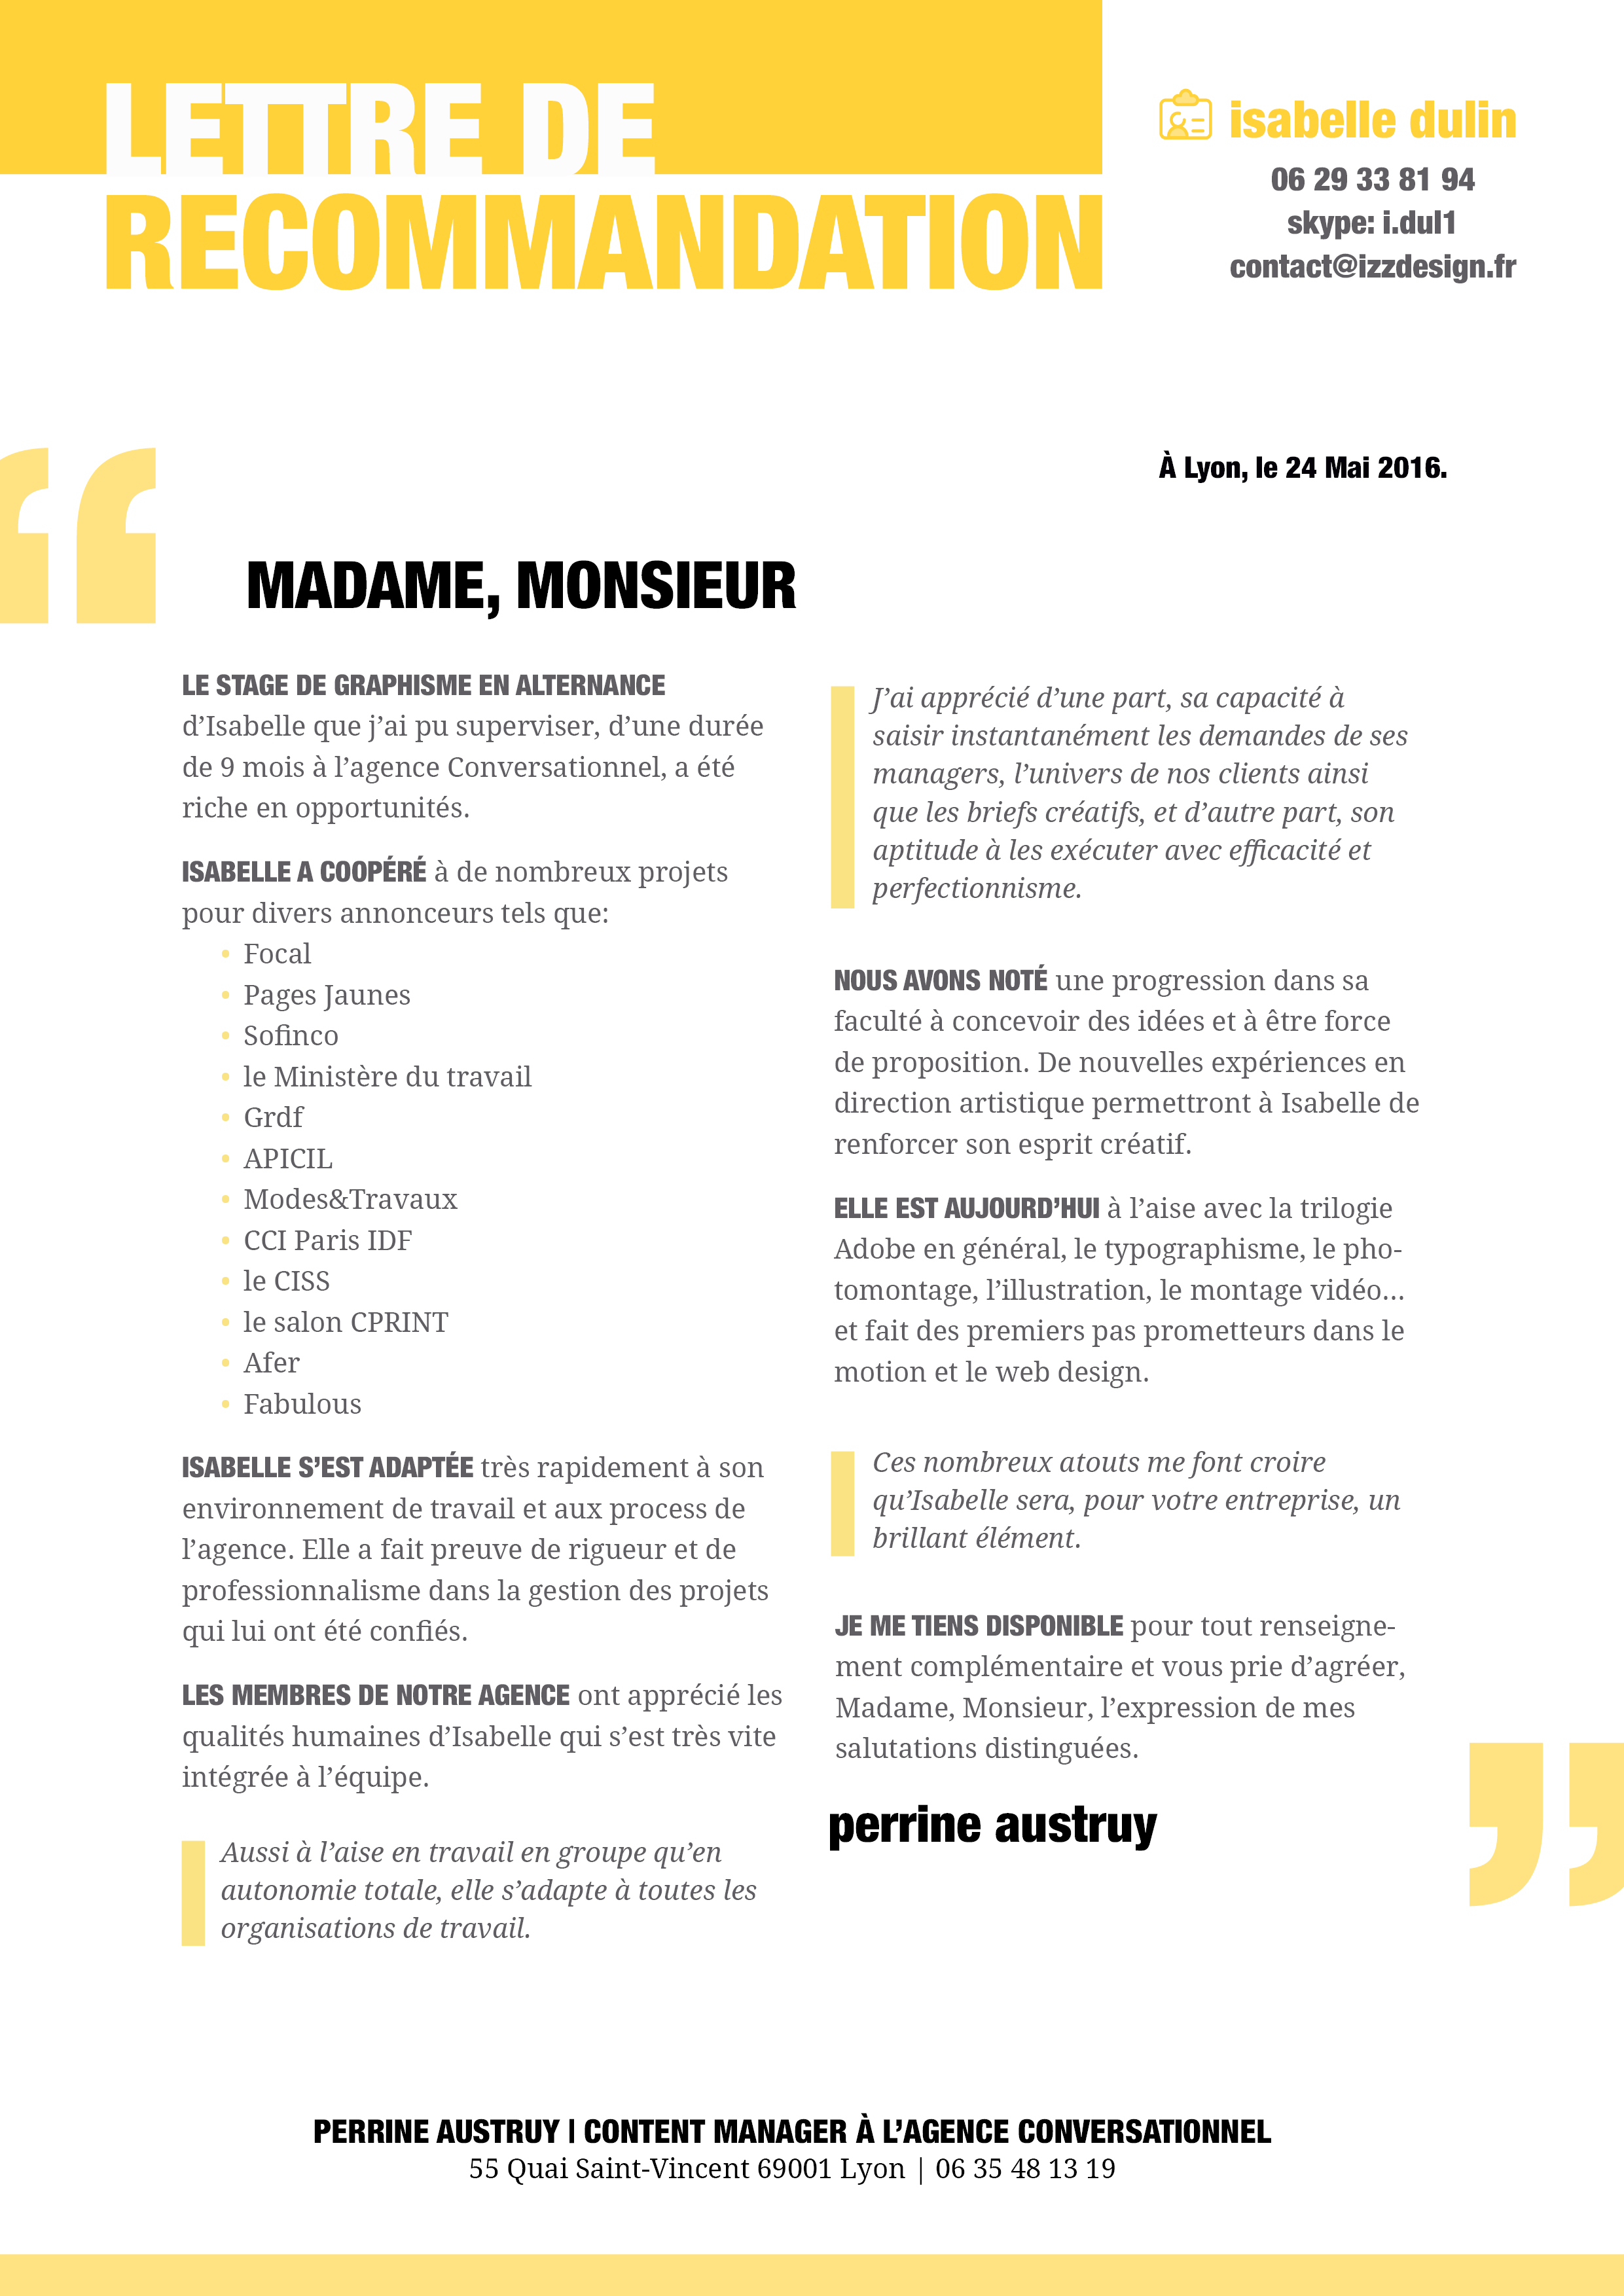 LETTRE DE
RECOMMANDATION
isabelle dulin
06 29 33 81 94
skype: i.dul1
contact@izzdesign.fr
À Lyon, le 24 Mai 2016.
MADAME, MONSIEUR
LE STAGE DE GRAPHISME EN ALTERNANCE
d’Isabelle que j’ai pu superviser, d’une durée
de 9 mois à l’agence Conversationnel, a été
riche en opportunités.
ISABELLE A COOPÉRÉ à de nombreux projets
pour divers annonceurs tels que:
• Focal
• Pages Jaunes
• Sofinco
• le Ministère du travail
• Grdf
• APICIL
• Modes&Travaux
• CCI Paris IDF
• le CISS
• le salon CPRINT
• Afer
• Fabulous
ISABELLE S’EST ADAPTÉE très rapidement à son
environnement de travail et aux process de
l’agence. Elle a fait preuve de rigueur et de
professionnalisme dans la gestion des projets
qui lui ont été confiés.
LES MEMBRES DE NOTRE AGENCE ont apprécié les
qualités humaines d’Isabelle qui s’est très vite
intégrée à l’équipe.
Aussi à l’aise en travail en groupe qu’en
autonomie totale, elle s’adapte à toutes les
organisations de travail.
J’ai apprécié d’une part, sa capacité à
saisir instantanément les demandes de ses
managers, l’univers de nos clients ainsi
que les briefs créatifs, et d’autre part, son
aptitude à les exécuter avec efficacité et
perfectionnisme.
NOUS AVONS NOTÉ une progression dans sa
faculté à concevoir des idées et à être force
de proposition. De nouvelles expériences en
direction artistique permettront à Isabelle de
renforcer son esprit créatif.
ELLE EST AUJOURD’HUI à l’aise avec la trilogie
Adobe en général, le typographisme, le pho-
tomontage, l’illustration, le montage vidéo...
et fait des premiers pas prometteurs dans le
motion et le web design.
Ces nombreux atouts me font croire
qu’Isabelle sera, pour votre entreprise, un
brillant élément.
JE ME TIENS DISPONIBLE pour tout renseigne-
ment complémentaire et vous prie d’agréer,
Madame, Monsieur, l’expression de mes
salutations distinguées.
perrine austruy
PERRINE AUSTRUY | CONTENT MANAGER À L’AGENCE CONVERSATIONNEL
55 Quai Saint-Vincent 69001 Lyon | 06 35 48 13 19